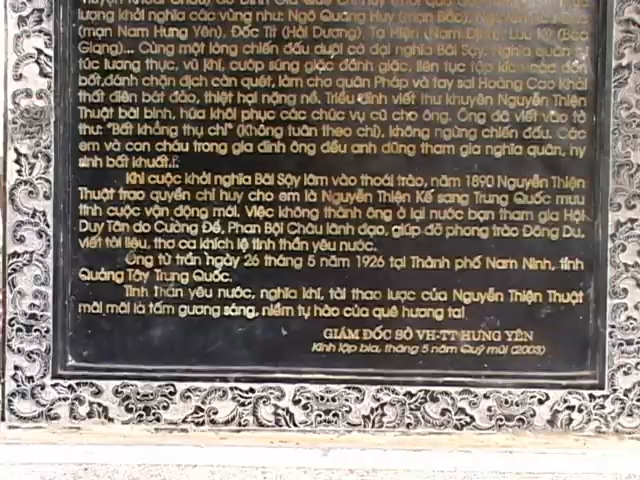 lượng khởi nghĩa các vùng như: Ngô Quang Huy (mạn Bắc),
(mạn Nam Hưng Yên), Đốc Tít (Hải Dương), Tạ Hiện (Nam Định), Lưu Kỳ (Bắc
Giang)... Cùng một lòng chiến đấu dưới cờ đại nghĩa Bãi Sậy. Nghĩa quân tự
túc lương thực, vũ khí, cướp súng giặc đánh giặc, liên tục tập kích các đồn
bốt,đánh chặn địch càn quét, làm cho quân Pháp và tay sai Hoàng Cao Khải
thất điên bát đảo, thiệt hại nặng nề. Triều đình viết thư khuyên Nguyễn Thiện
Thuật bãi binh, hứa khôi phục các chức vụ cũ cho ông. Ông đã viết vào tờ
thư: "Bất khẳng thụ chỉ" (Không tuân theo chỉ), không ngừng chiến đấu. Các
em và con cháu trong gia đình ông đều anh dũng tham gia nghĩa quân, hy
sinh bất khuất.
Khi cuộc khởi nghĩa Bãi Sậy lâm vào thoái trào, năm 1890 Nguyễn Thiện
Thuật trao quyền chỉ huy cho em là Nguyễn Thiện Kế sang Trung Quốc mưu
tính cuộc vận động mới. Việc không thành ông ở lại nước bạn tham gia Hội
Duy Tân do Cường Để, Phan Bội Châu lãnh đạo, giúp đỡ phong trào Đông Du,
viết tài liệu, thơ ca khích lệ tinh thần yêu nước.
Ông từ trần ngày 26 tháng 5 năm 1926 tại Thành phố Nam Ninh, tỉnh
Quảng Tây Trung Quốc.
Tinh thần yêu nước, nghĩa khí, tài thao lược của Nguyễn Thiện Thuật
mãi mãi là tấm gương sáng, niềm tự hào của quê hương ta!
GIÁM ĐỐC SỞ VH-TT HƯNG YÊN
Kính lập bia, tháng 5 năm Quý mùi (2003)